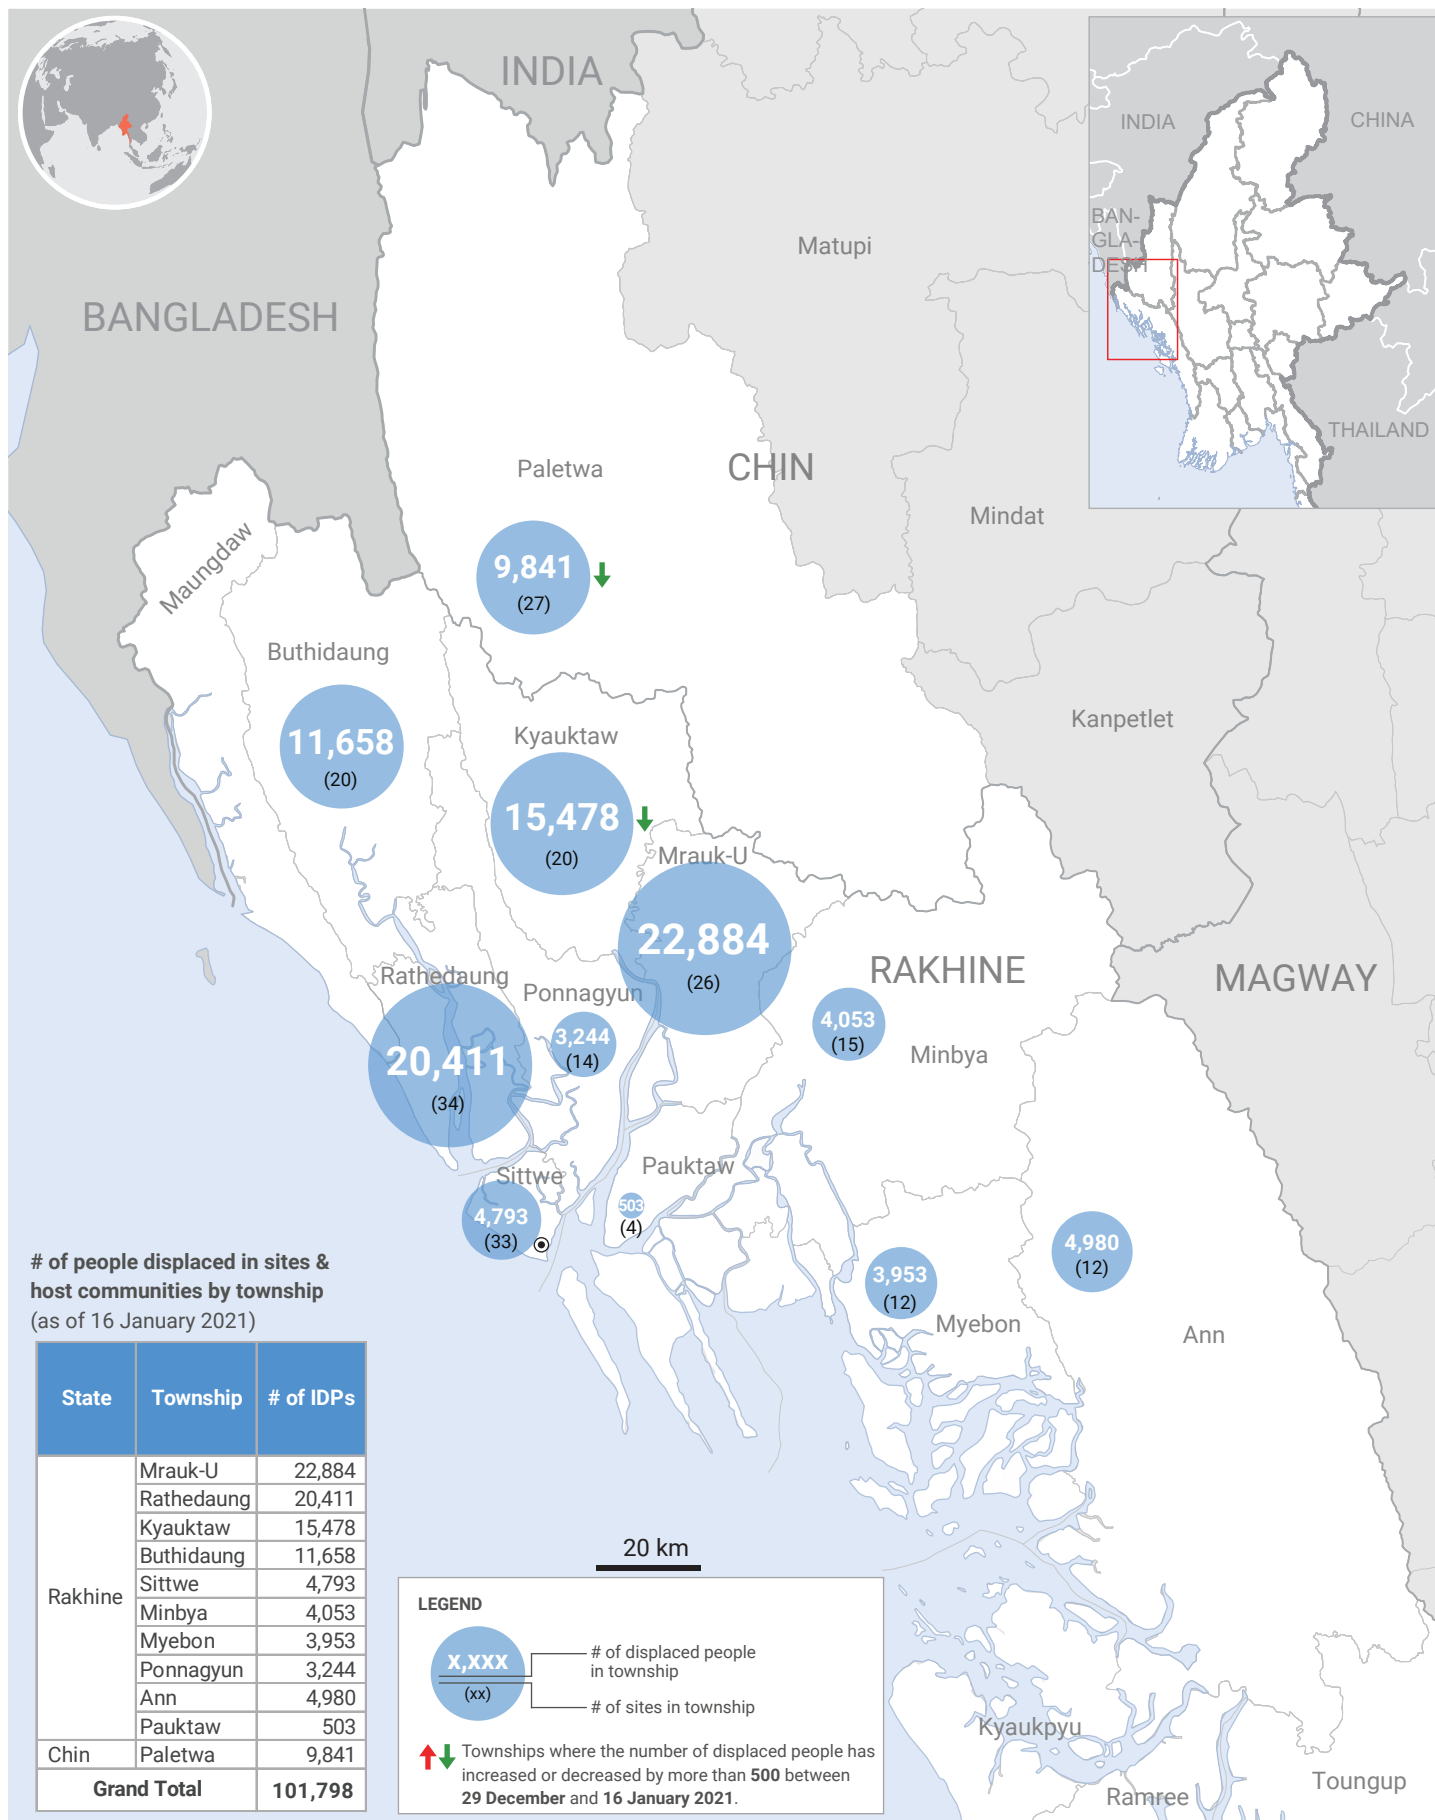 INDIA
BANGLADESH
Matupi
INDIA
CHINA
BAN-
GLA-
DESH
THAILAND
Paletwa
CHIN
9,841
(27)
Mindat
Maungdaw
Buthidaung
11,658
(20)
Kyauktaw
15,478
(20)
Kanpetlet
Mrauk-U
22,884
(26)
RAKHINE
MAGWAY
Rathedaung
20,411
(34)
Ponnagyun
3,244
(14)
4,053
(15)
Minbya
Sittwe
4,793
(33)
Pauktaw
503
(4)
3,953
(12)
Myebon
4,980
(12)
Ann
# of people displaced in sites &
host communities by township
(as of 16 January 2021)
State Township # of IDPs
Rakhine
Mrauk-U 22,884
Rathedaung 20,411
Kyauktaw 15,478
Buthidaung 11,658
Sittwe 4,793
Minbya 4,053
Myebon 3,953
Ponnagyun 3,244
Ann 4,980
Pauktaw 503
Chin Paletwa 9,841
Grand Total 101,798
20 km
LEGEND
x,xxx
(xx)
# of displaced people
in township
# of sites in township
Townships where the number of displaced people has
increased or decreased by more than 500 between
29 December and 16 January 2021.
Kyaukpyu
Ramree
Toungup